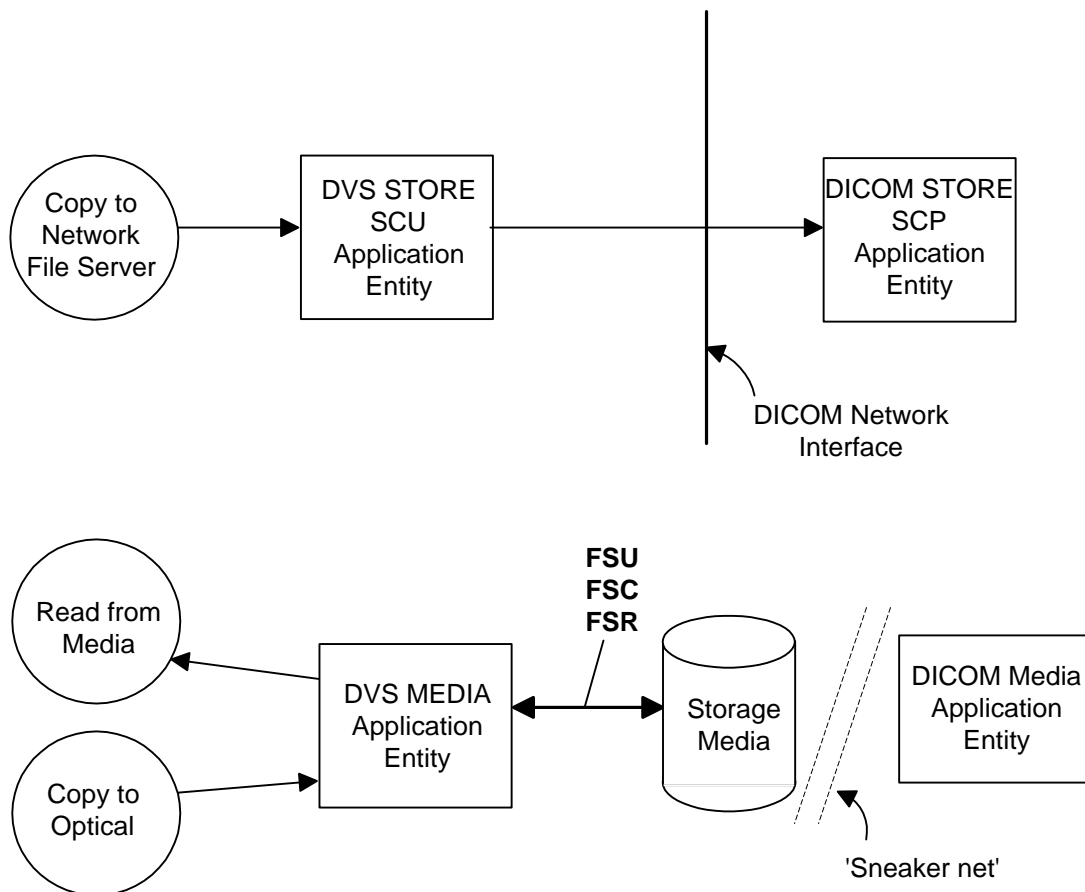 Copy to
Network
File Server
DVS STORE
SCU
Application
Entity
DICOM STORE
SCP
Application
Entity
DICOM Network
Interface
Read from
Media
Copy to
Optical
DVS MEDIA
Application
Entity
FSU
FSC
FSR
Storage
Media
DICOM Media
Application
Entity
'Sneaker net'